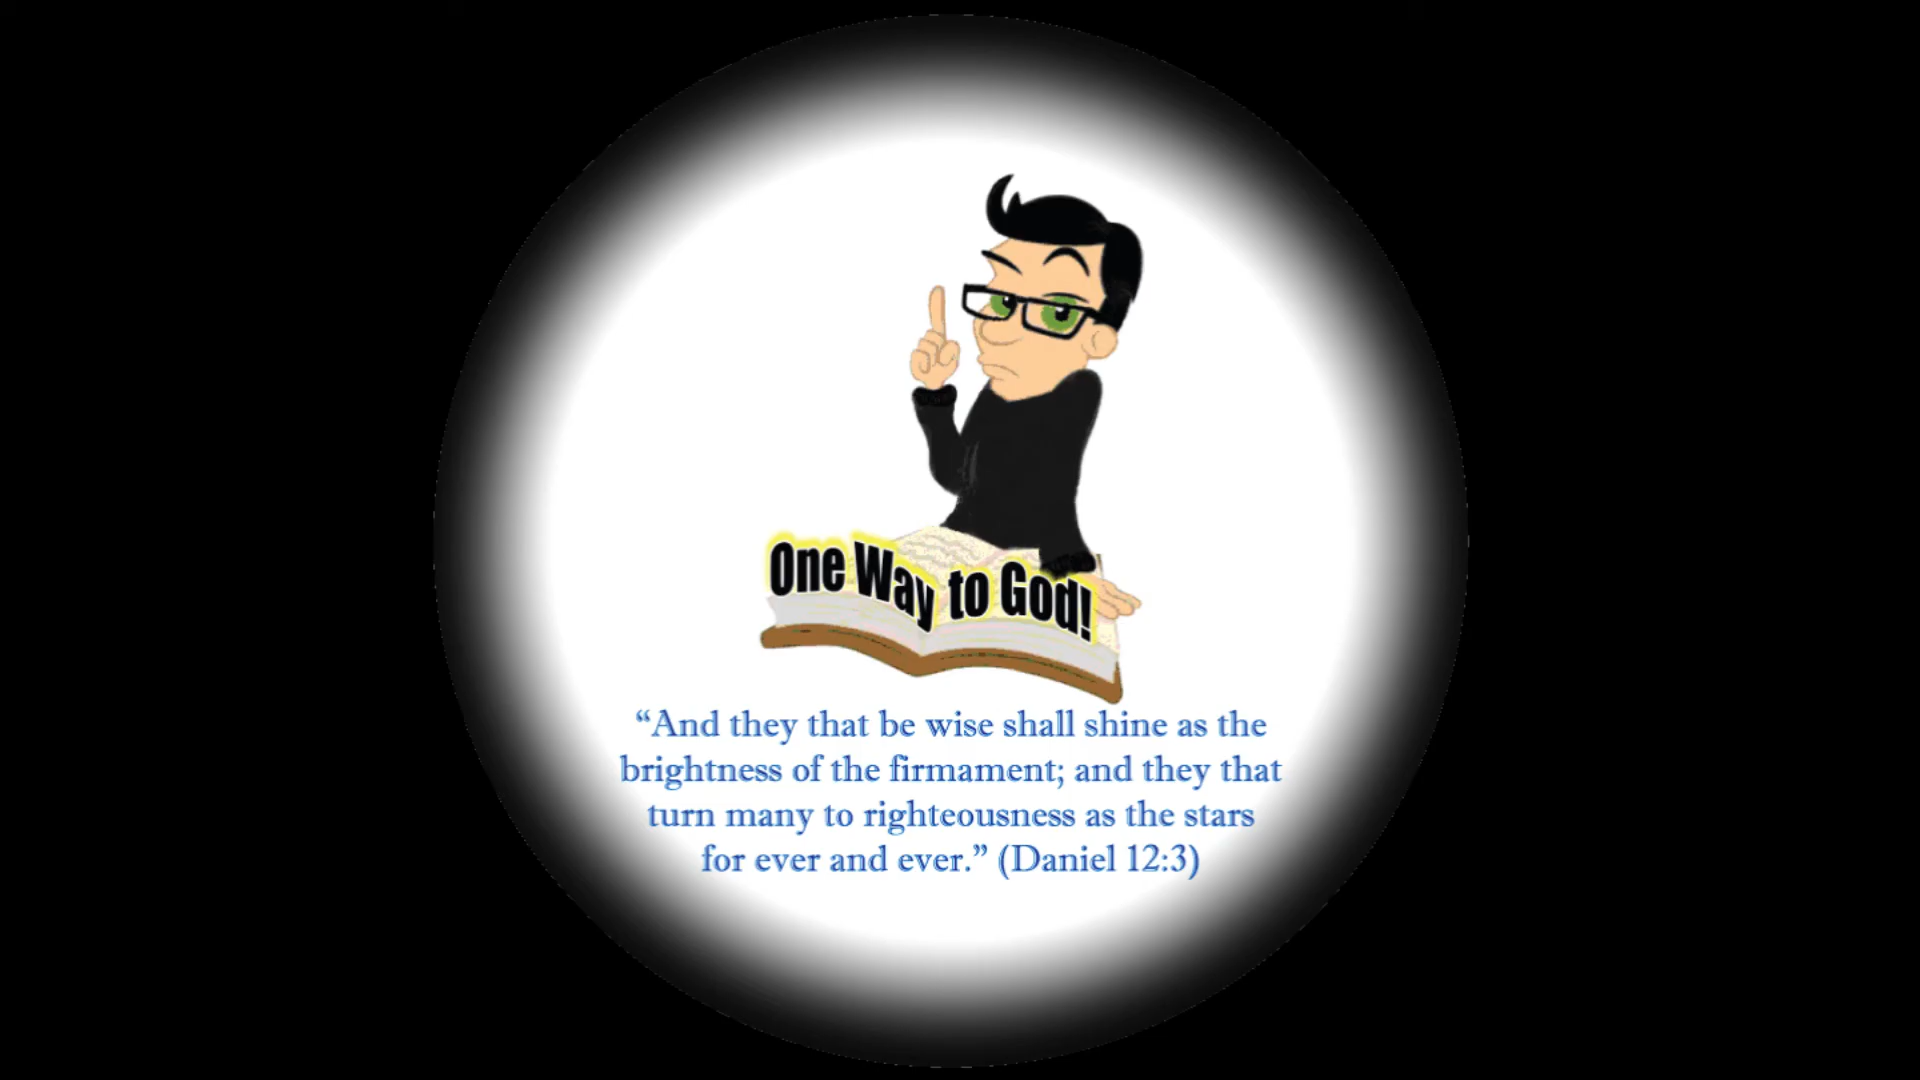 One Way to God!
“And they that be wise shall shine as the
brightness of the firmament; and they that
turn many to righteousness as the stars
for ever and ever.” (Daniel 12:3)